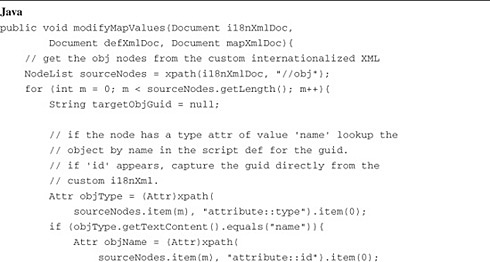 Java
public void modifyMapValues(Document i18nXmlDoc,
Document defXmlDoc, Document mapXmlDoc){
// get the obj nodes from the custom internationalized XML
NodeList sourceNodes = xpath(i18nXmlDoc, "//obj");
for (int m = 0; m < sourceNodes.getLength(); m++){
String targetObjGuid = null;
// if the node has a type attr of value 'name' lookup the
// object by name in the script def for the guid.
// if 'id' appears, capture the guid directly from the
// custom i18nXml.
Attr objType = (Attr)xpath(
sourceNodes.item(m), "attribute::type").item(0);
if (objType.getTextContent().equals("name")){
Attr objName = (Attr)xpath(
sourceNodes.item(m), "attribute::id").item(0);